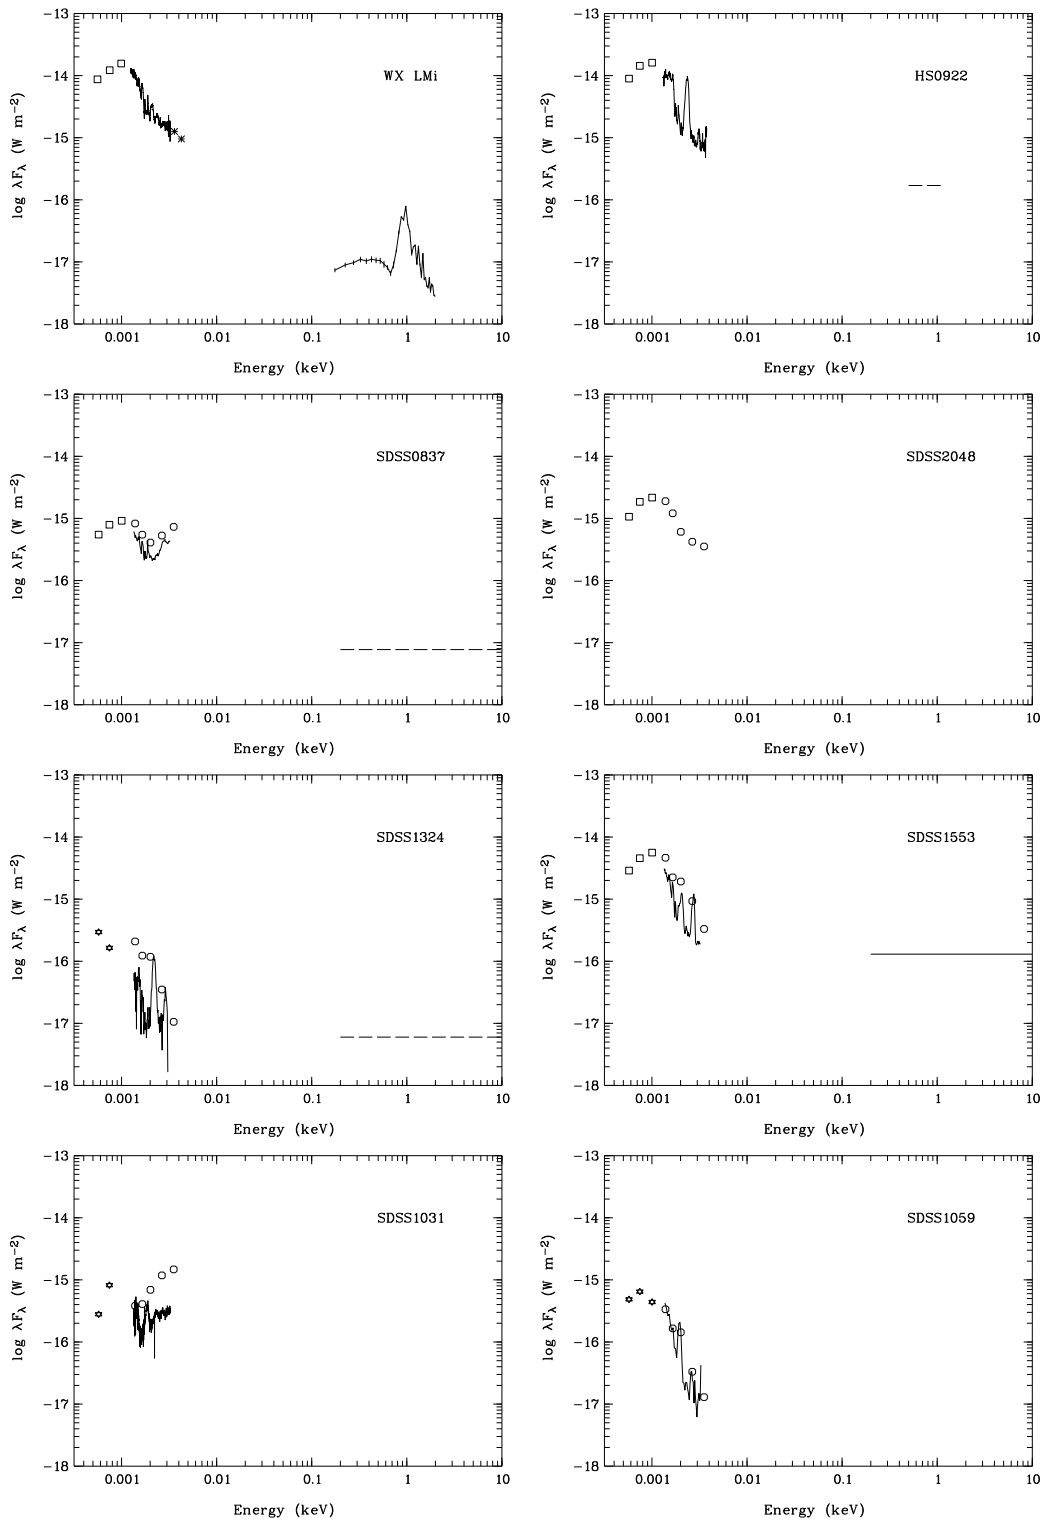 -13 -13
-14 WX LMi -14 HS0922
-15 -15
-16 -16
-17 -17
-18 -18
log λFλ (W m−2) log λFλ (W m−2)
0.001 0.01 0.1 1 10 0.001 0.01 0.1 1 10
Energy (keV) Energy (keV)
-13 -13
-14 SDSS0837 -14 SDSS2048
-15 -15
-16 -16
-17 -17
-18 -18
log λFλ (W m−2) log λFλ (W m−2)
0.001 0.01 0.1 1 10 0.001 0.01 0.1 1 10
Energy (keV) Energy (keV)
-13 -13
-14 SDSS1324 -14 SDSS1553
-15 -15
-16 -16
-17 -17
-18 -18
log λFλ (W m−2) log λFλ (W m−2)
0.001 0.01 0.1 1 10 0.001 0.01 0.1 1 10
Energy (keV) Energy (keV)
-13 -13
-14 SDSS1031 -14 SDSS1059
-15 -15
-16 -16
-17 -17
-18 -18
log λFλ (W m−2) log λFλ (W m−2)
0.001 0.01 0.1 1 10 0.001 0.01 0.1 1 10
Energy (keV) Energy (keV)